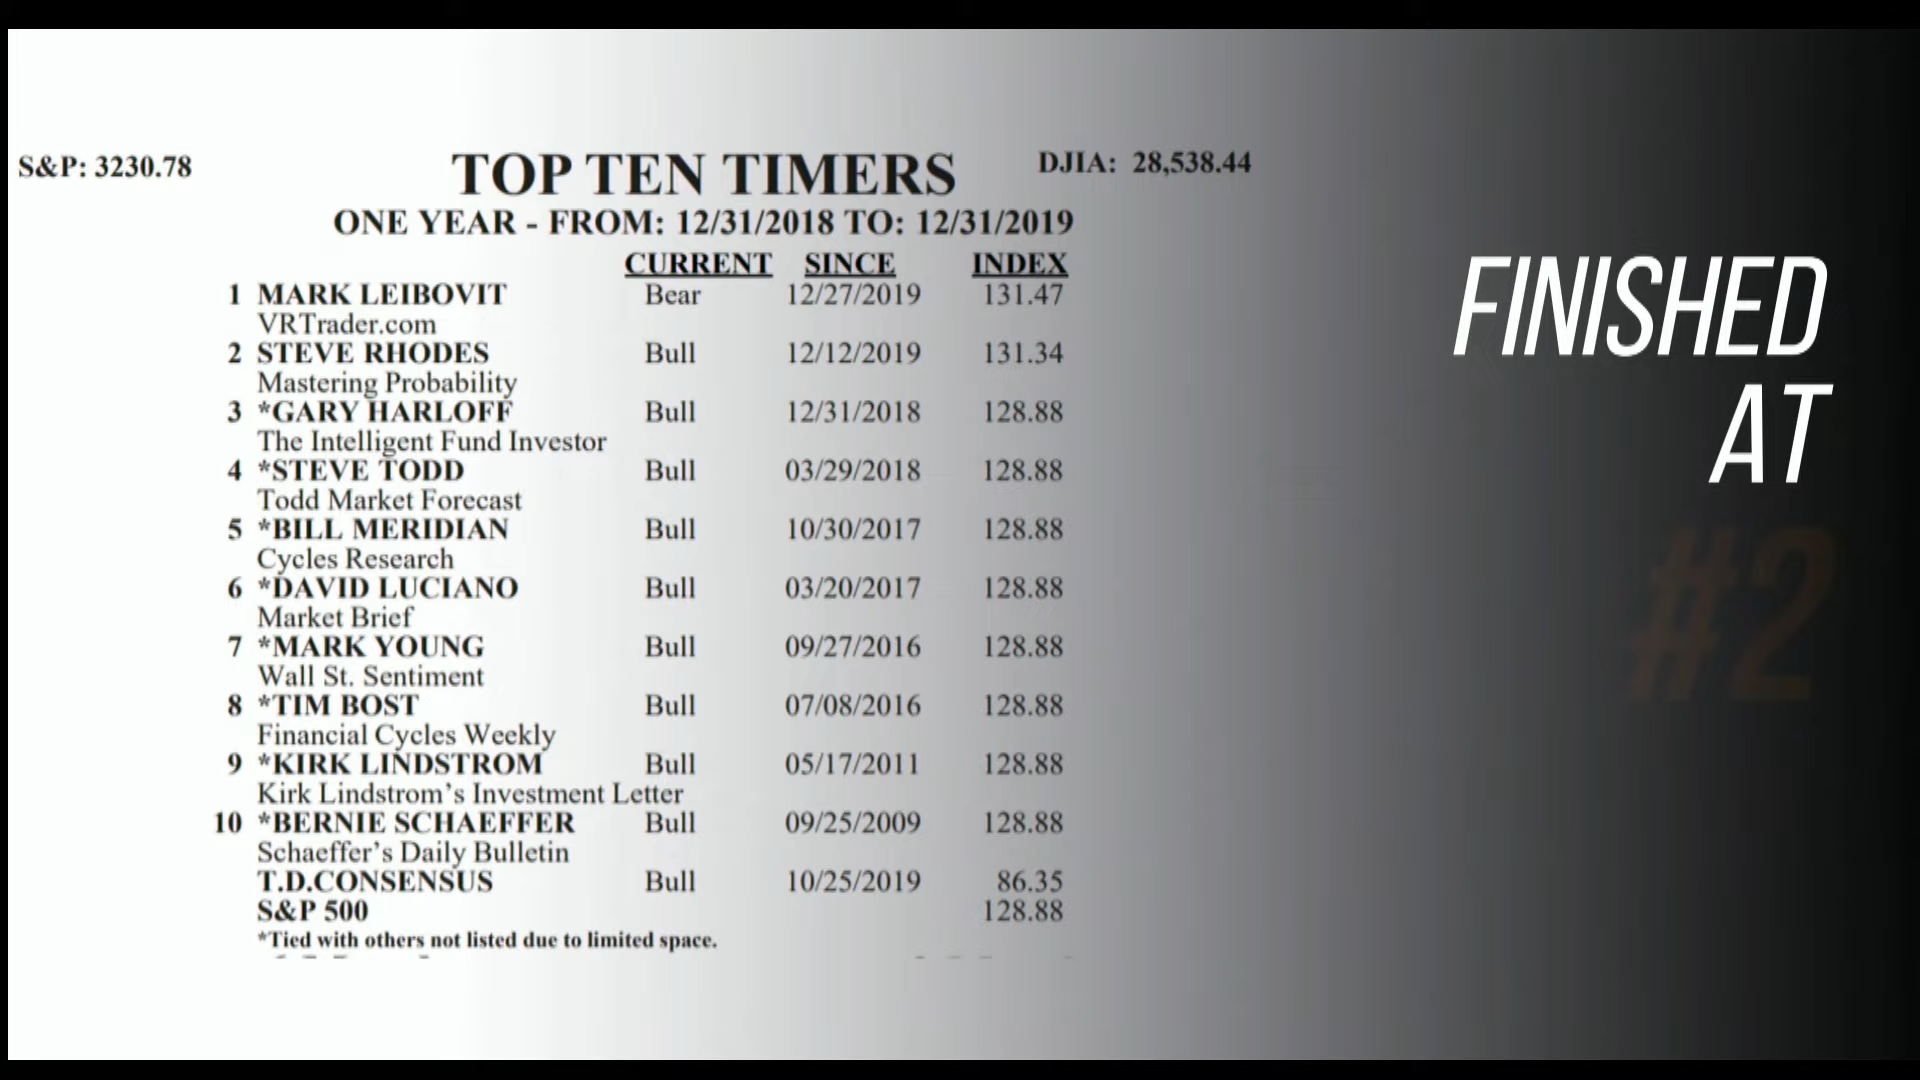 S&P: 3230.78
TOP TEN TIMERS
DJIA: 28,538.44
ONE YEAR - FROM: 12/31/2018 TO: 12/31/2019
CURRENT SINCE INDEX
1 MARK LEIBOVIT Bear 12/27/2019 131.47
VRTrader.com
2 STEVE RHODES Bull 12/12/2019 131.34
Mastering Probability
3 *GARY HARLOFF Bull 12/31/2018 128.88
The Intelligent Fund Investor
4 *STEVE TODD Bull 03/29/2018 128.88
Todd Market Forecast
5 *BILL MERIDIAN Bull 10/30/2017 128.88
Cycles Research
6 *DAVID LUCIANO Bull 03/20/2017 128.88
Market Brief
7 *MARK YOUNG Bull 09/27/2016 128.88
Wall St. Sentiment
8 *TIM BOST Bull 07/08/2016 128.88
Financial Cycles Weekly
9 *KIRK LINDSTROM Bull 05/17/2011 128.88
Kirk Lindstrom's Investment Letter
10 *BERNIE SCHAEFFER Bull 09/25/2009 128.88
Schaeffer's Daily Bulletin
T.D.CONSENSUS Bull 10/25/2019 86.35
S&P 500 128.88
*Tied with others not listed due to limited space.
FINISHED
AT
#2